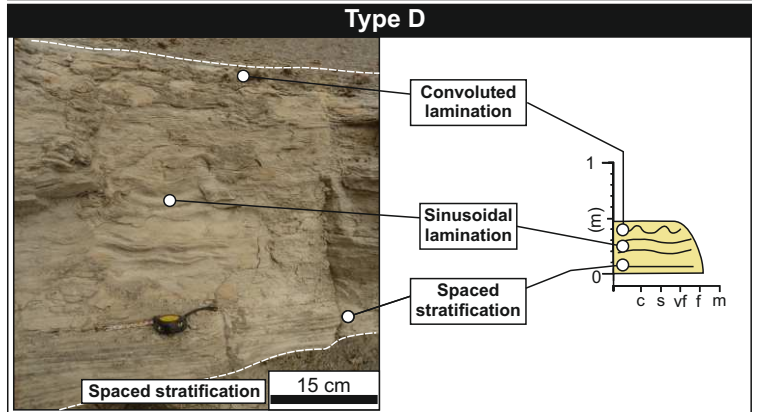 Type D
Convoluted
lamination
Sinusoidal
lamination
Spaced
stratification
Spaced stratification
15 cm
1
(m)
0
c s vf f m